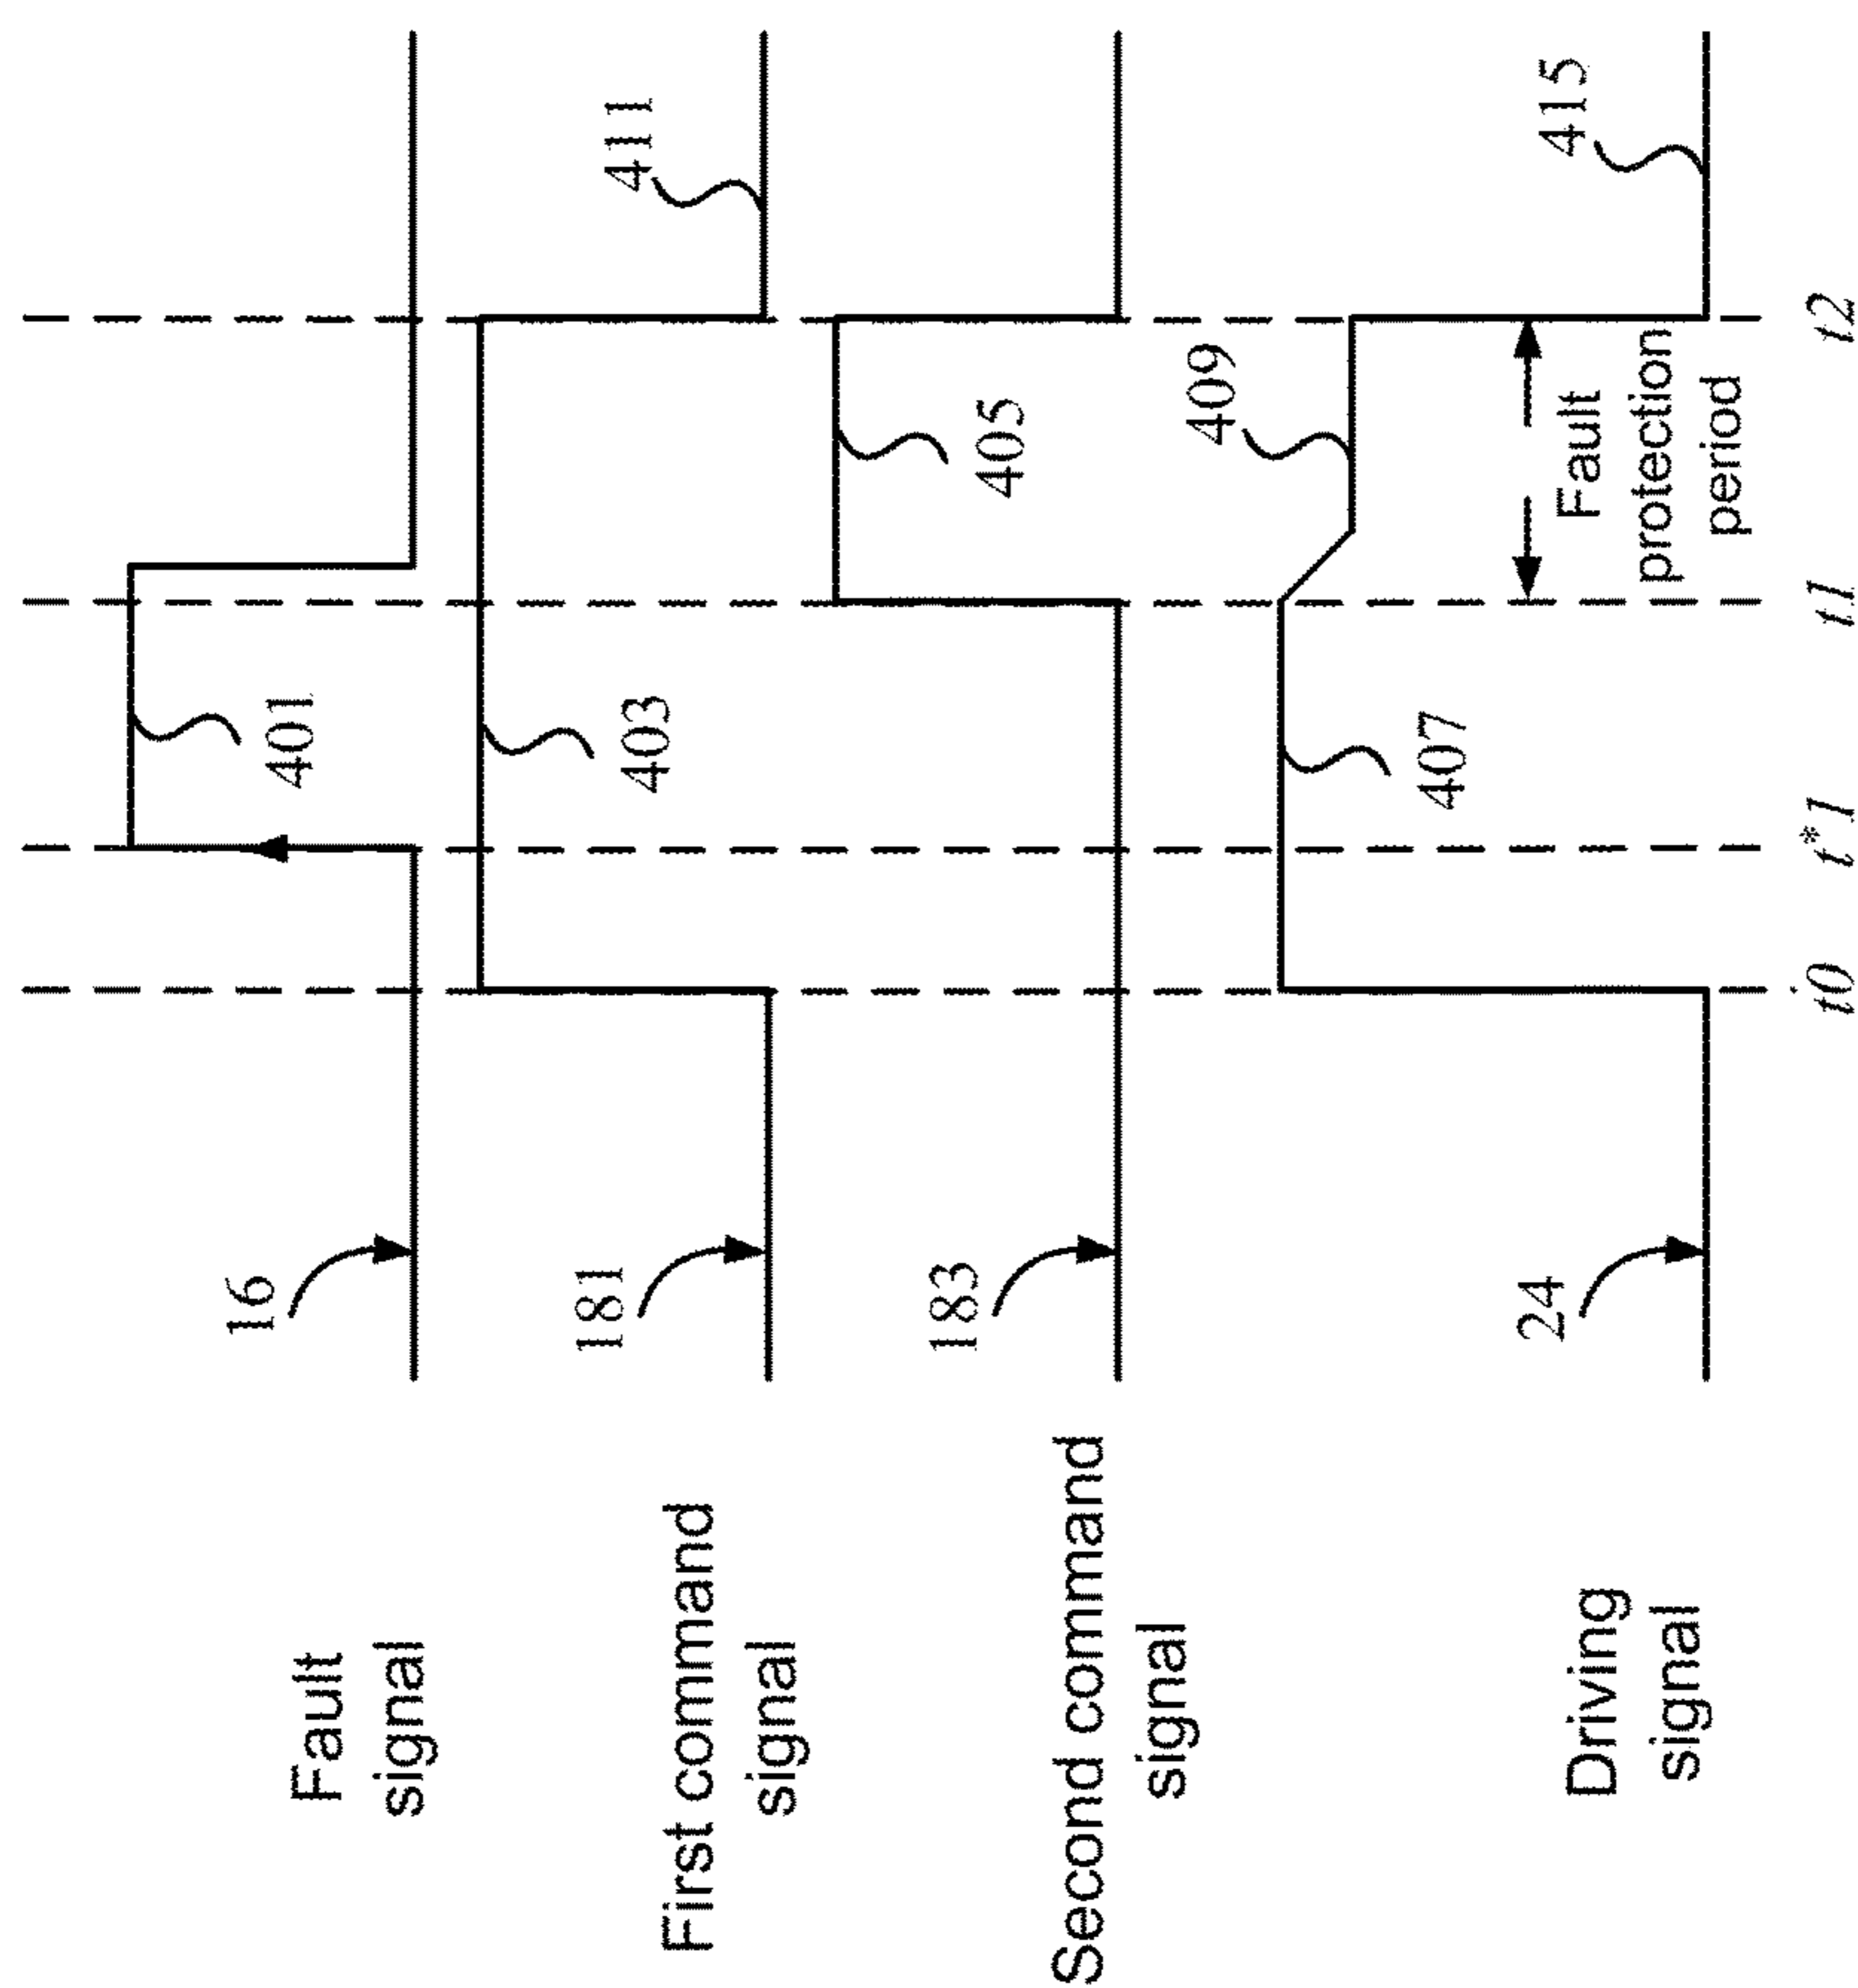 Fault
signal
16
401
First command
signal
181
403
411
Second command
signal
183
405
Driving
signal
24
407
409
415
Fault
protection
period
t0
t*1
t1
t2